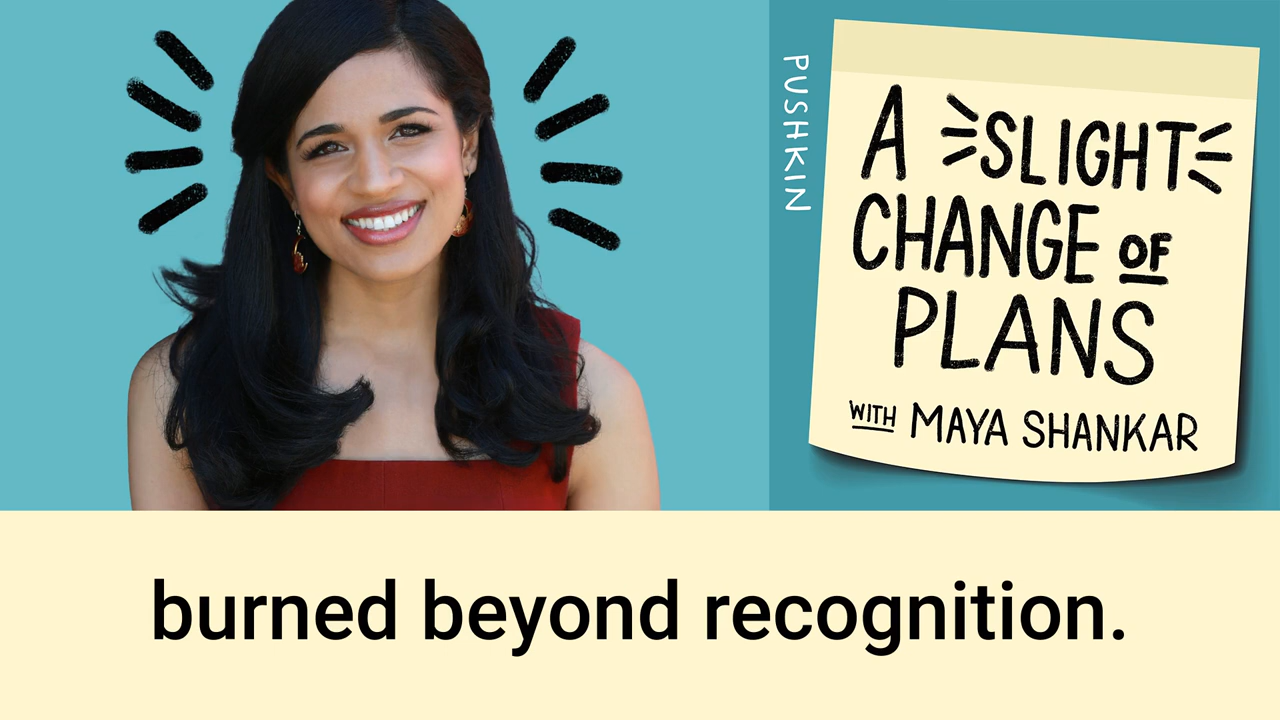 PUSHKIN
A SLIGHT
CHANGE OF
PLANS
WITH MAYA SHANKAR
burned beyond recognition.